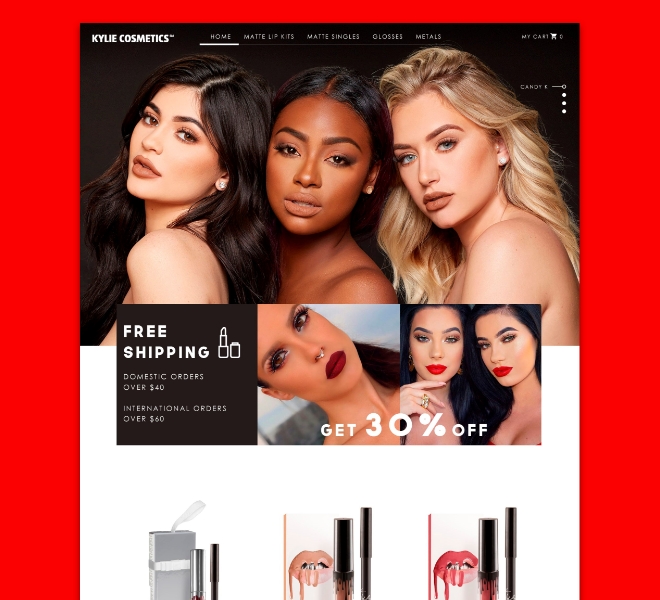 KYLIE COSMETICS™
HOME MATTE LIP KITS MATTE SINGLES GLOSSES METALS
MY CART 0
CANDY K
FREE
SHIPPING
DOMESTIC ORDERS
OVER $40
INTERNATIONAL ORDERS
OVER $60
GET 30% OFF